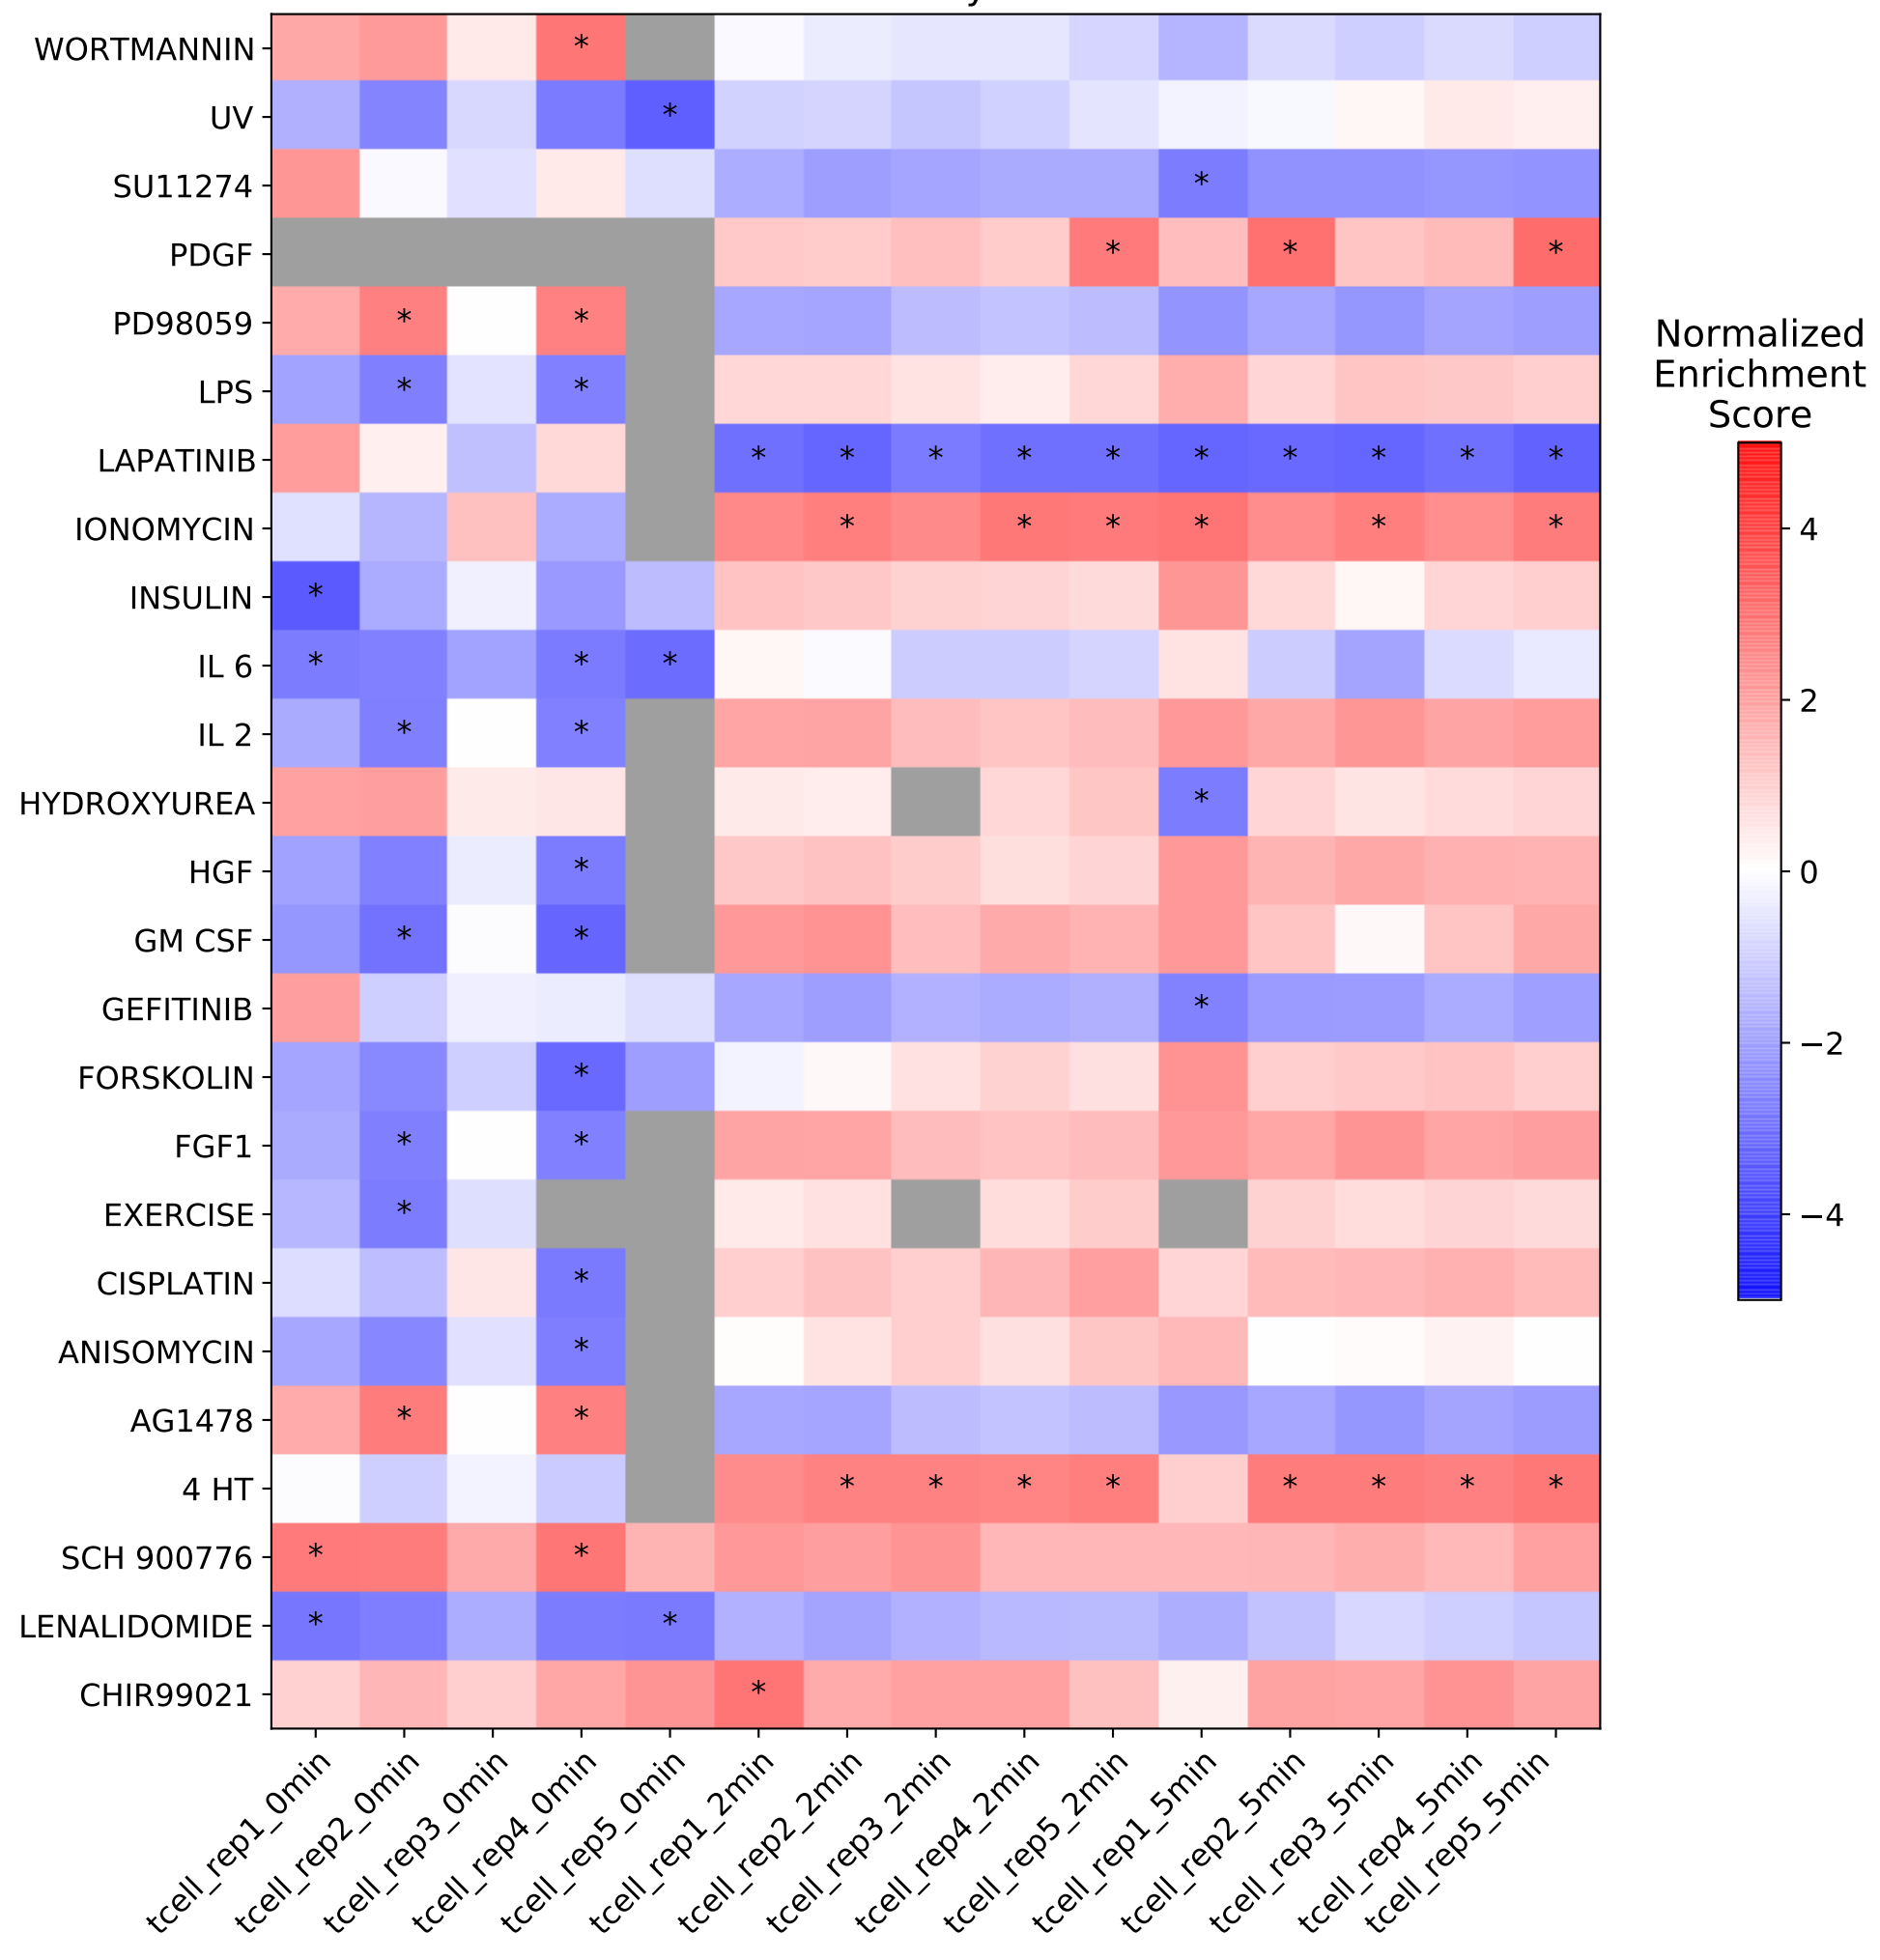 WORTMANNIN
*
UV
*
SU11274
*
PDGF
* * *
PD98059
* *
LPS
* *
LAPATINIB
* * * * * * * * * *
IONOMYCIN
* * * * * *
INSULIN
*
IL 6
* * *
IL 2
* *
HYDROXYUREA
*
HGF
*
GM CSF
* *
GEFITINIB
*
FORSKOLIN
*
FGF1
* *
EXERCISE
*
CISPLATIN
*
ANISOMYCIN
*
AG1478
* *
4 HT
* * * * * * * *
SCH 900776
* *
LENALIDOMIDE
* *
CHIR99021
*
tcell_rep1_0min
tcell_rep2_0min
tcell_rep3_0min
tcell_rep4_0min
tcell_rep5_0min
tcell_rep1_2min
tcell_rep2_2min
tcell_rep3_2min
tcell_rep4_2min
tcell_rep5_2min
tcell_rep1_5min
tcell_rep2_5min
tcell_rep3_5min
tcell_rep4_5min
tcell_rep5_5min
Normalized
Enrichment
Score
4
2
0
−2
−4